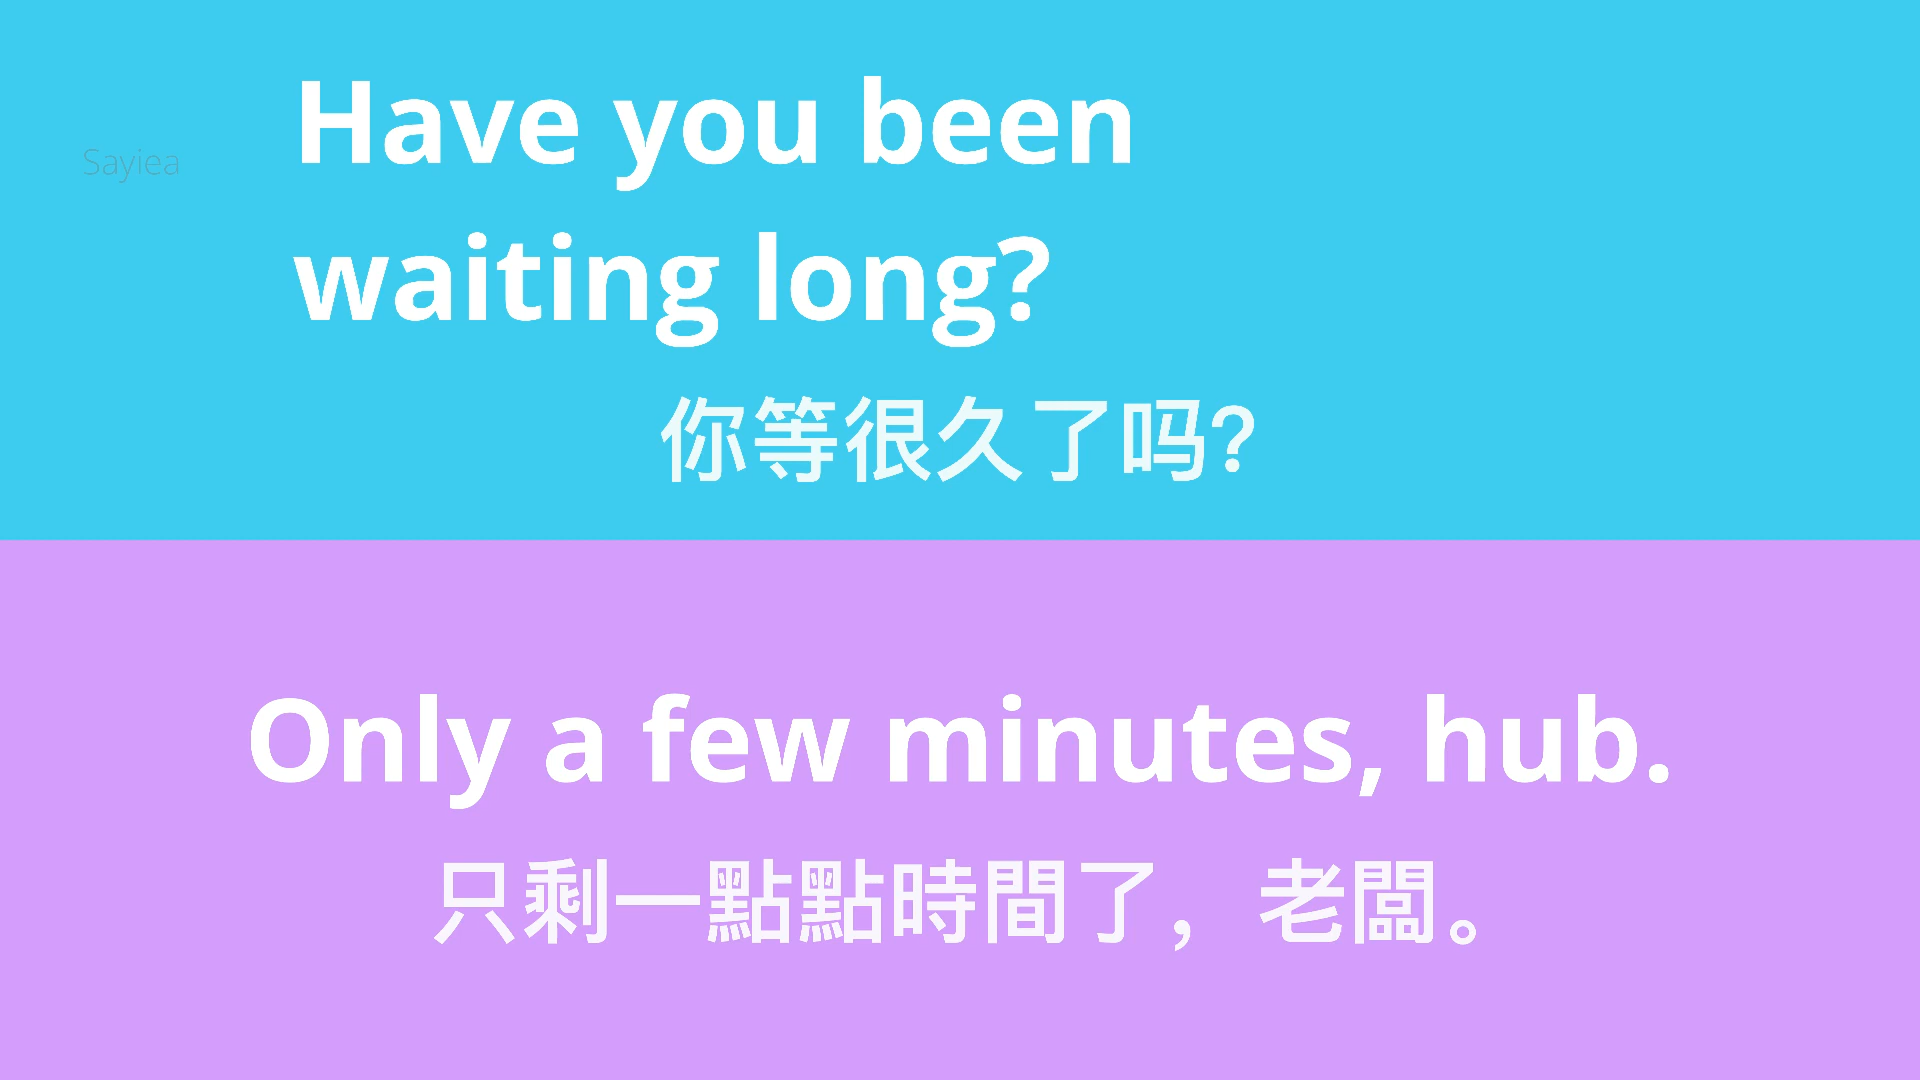 Sayiea
Have you been
waiting long?
你等很久了吗?
Only a few minutes, hub.
只剩一點點時間了，老闆。